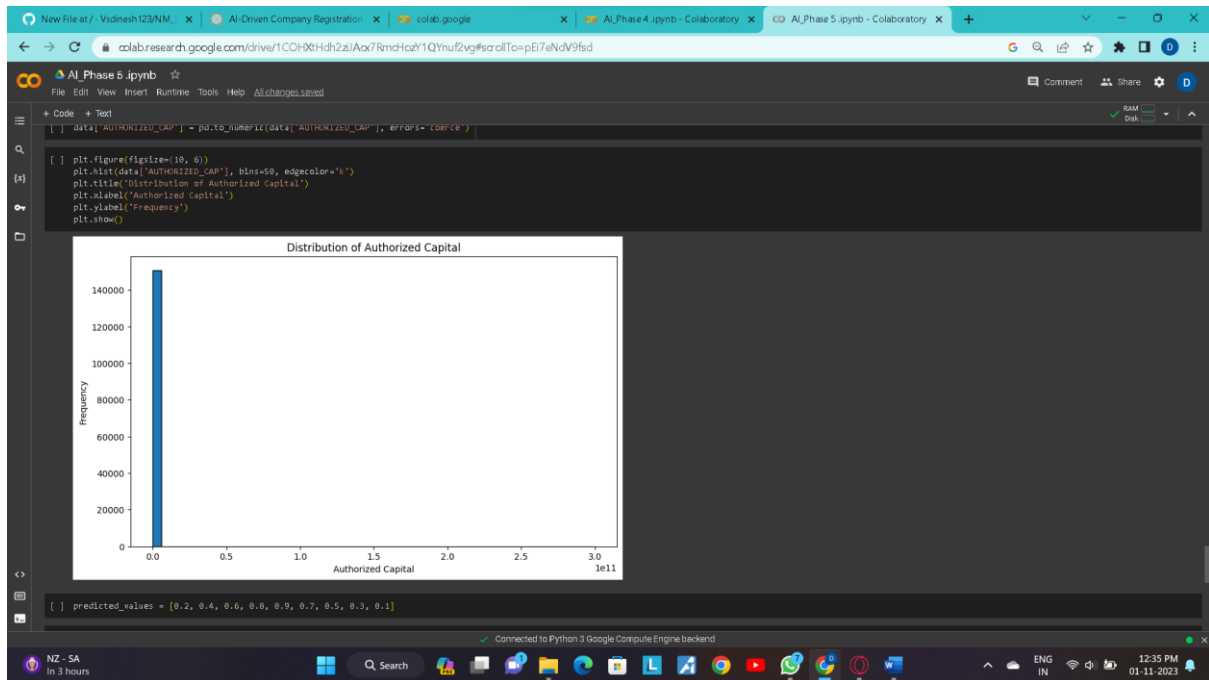 New File at / - Vsdinesh123/NM_
AI-Driven Company Registration
colab.google
AI_Phase 4 .ipynb - Colaboratory
AI_Phase 5 .ipynb - Colaboratory
colab.research.google.com/drive/1COHXtHdh2ziJAox7RmcHozY1QYnuf2vg#scrollTo=pEi7eNdV9fsd
AI_Phase 5 .ipynb
Comment
Share
D
File Edit View Insert Runtime Tools Help All changes saved
+ Code + Text
RAM
Disk
[ ] data['AUTHORIZED_CAP'] = pd.to_numeric(data['AUTHORIZED_CAP'], errors='coerce')
[ ] plt.figure(figsize=(10, 6))
plt.hist(data['AUTHORIZED_CAP'], bins=50, edgecolor='k')
plt.title('Distribution of Authorized Capital')
plt.xlabel('Authorized Capital')
plt.ylabel('Frequency')
plt.show()
Distribution of Authorized Capital
140000
120000
100000
80000
60000
40000
20000
0
Frequency
0.0 0.5 1.0 1.5 2.0 2.5 3.0
1e11
Authorized Capital
[ ] predicted_values = [0.2, 0.4, 0.6, 0.8, 0.9, 0.7, 0.5, 0.3, 0.1]
Connected to Python 3 Google Compute Engine backend
NZ - SA
In 3 hours
Search
ENG
IN
12:35 PM
01-11-2023